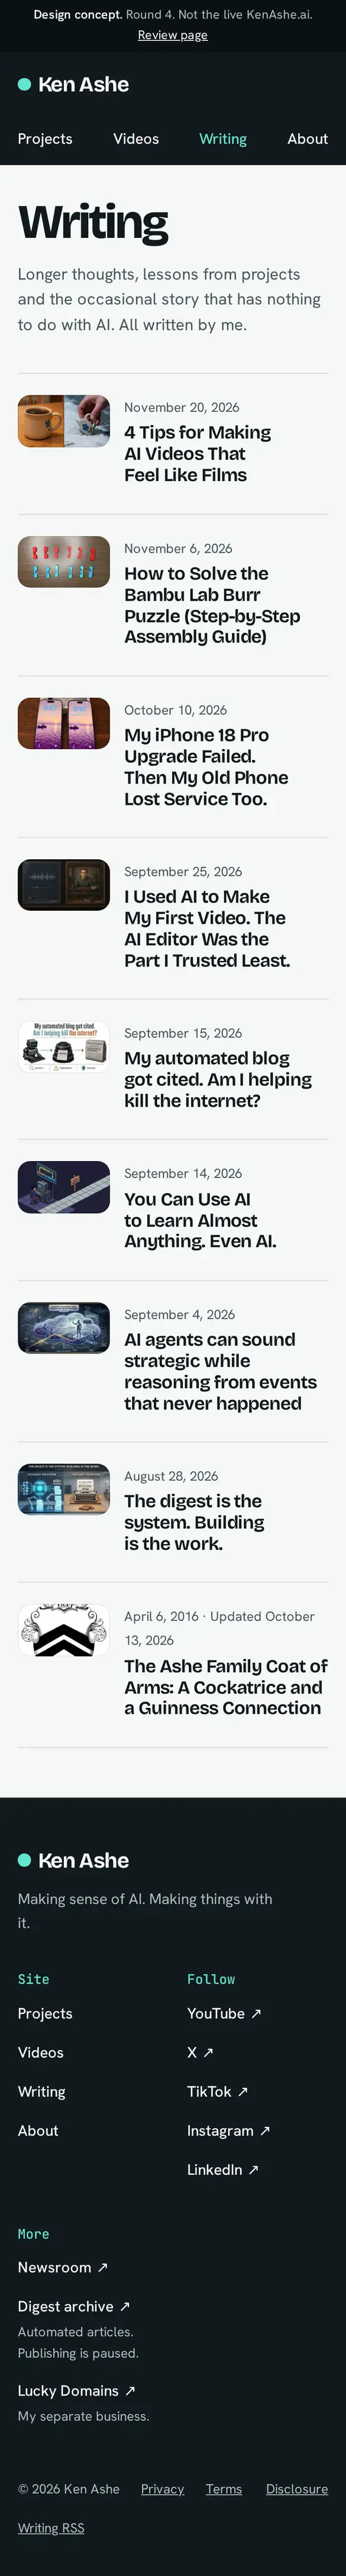 Design concept. Round 4. Not the live KenAshe.ai.
Review page
Ken Ashe
Projects Videos Writing About
Writing
Longer thoughts, lessons from projects
and the occasional story that has nothing
to do with AI. All written by me.
November 20, 2026
4 Tips for Making
AI Videos That
Feel Like Films
November 6, 2026
How to Solve the
Bambu Lab Burr
Puzzle (Step-by-Step
Assembly Guide)
October 10, 2026
My iPhone 18 Pro
Upgrade Failed.
Then My Old Phone
Lost Service Too.
September 25, 2026
I Used AI to Make
My First Video. The
AI Editor Was the
Part I Trusted Least.
My automated blog got cited.
Am I helping kill the internet?
September 15, 2026
My automated blog
got cited. Am I helping
kill the internet?
September 14, 2026
You Can Use AI
to Learn Almost
Anything. Even AI.
September 4, 2026
AI agents can sound
strategic while
reasoning from events
that never happened
August 28, 2026
The digest is the
system. Building
is the work.
April 6, 2016 · Updated October
13, 2026
The Ashe Family Coat of
Arms: A Cockatrice and
a Guinness Connection
Ken Ashe
Making sense of AI. Making things with
it.
Site
Projects
Videos
Writing
About
Follow
YouTube ↗
X ↗
TikTok ↗
Instagram ↗
LinkedIn ↗
More
Newsroom ↗
Digest archive ↗
Automated articles.
Publishing is paused.
Lucky Domains ↗
My separate business.
© 2026 Ken Ashe Privacy Terms Disclosure
Writing RSS